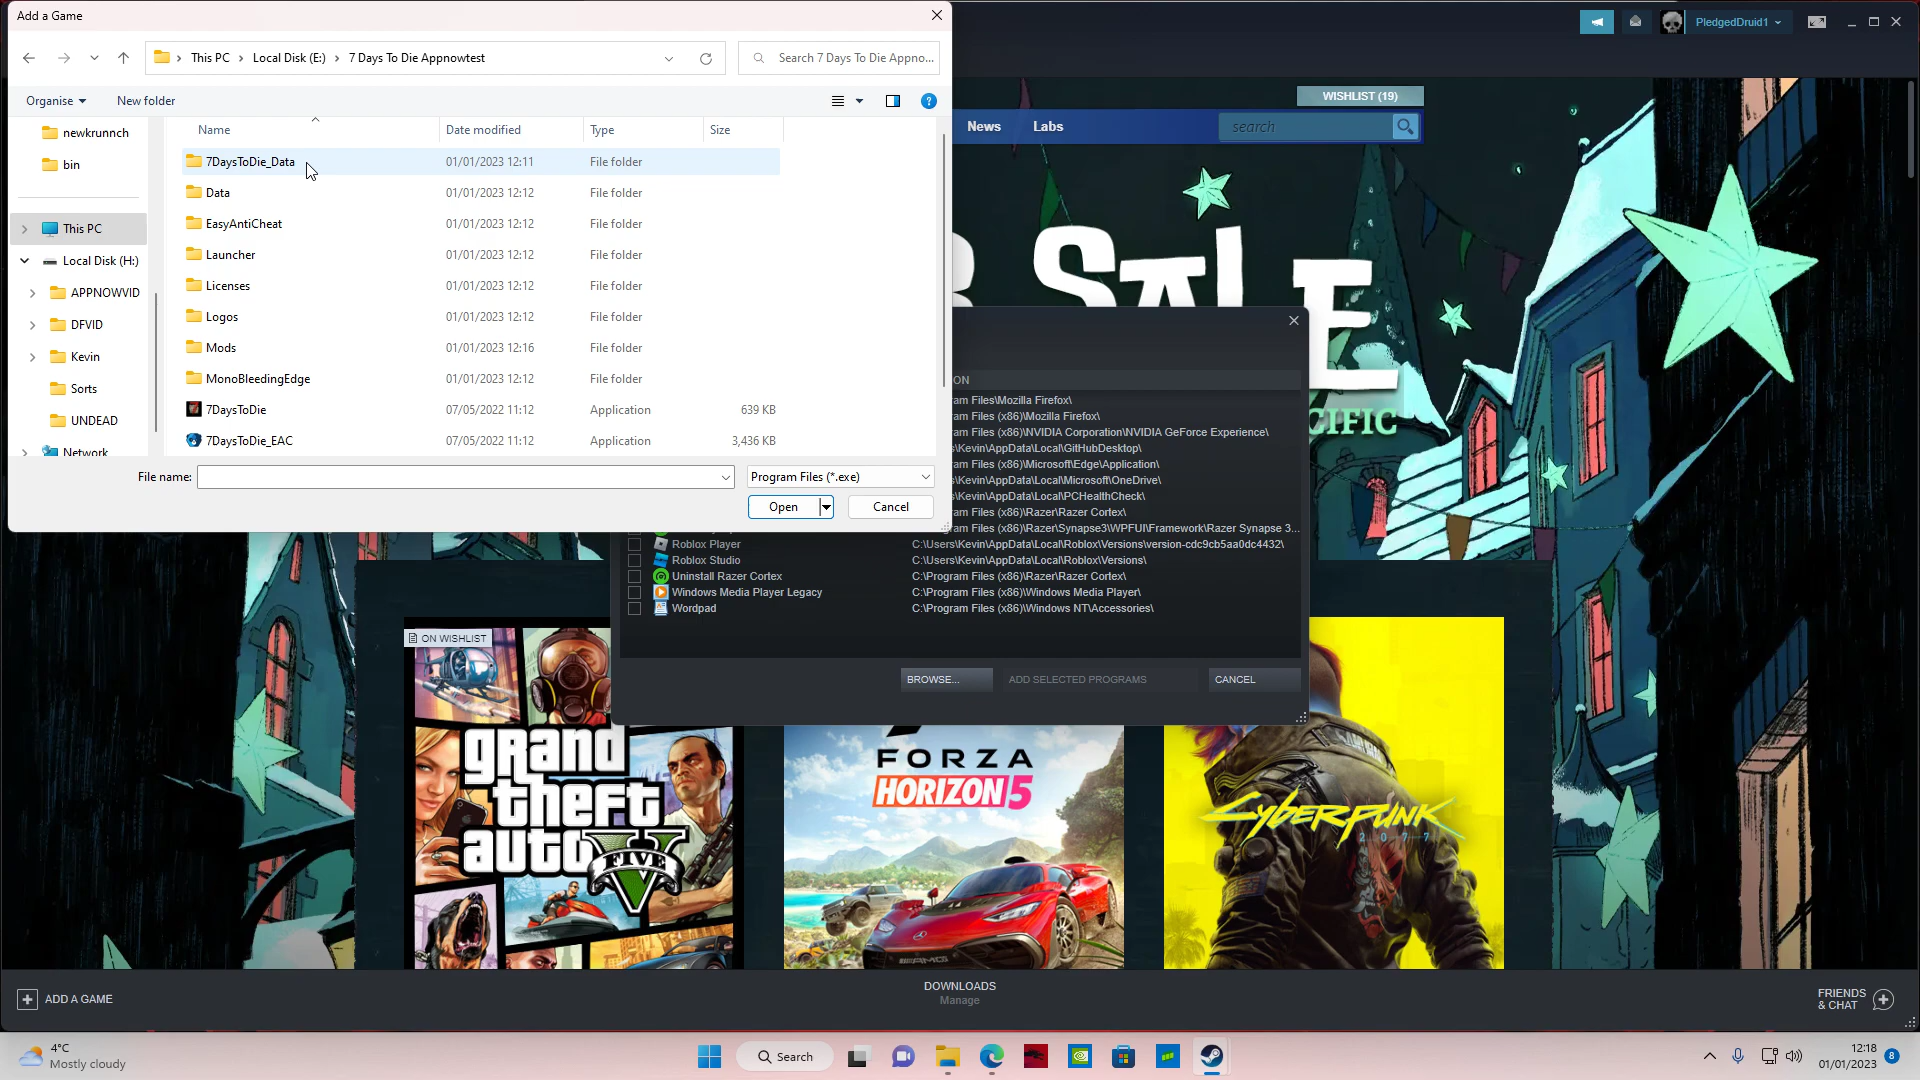 Add a Game
This PC
Local Disk (E:)
7 Days To Die Appnowtest
Search 7 Days To Die Appno...
Organise
New folder
newkrunnch
bin
This PC
Local Disk (H:)
APPNOWVID
DFVID
Kevin
Sorts
UNDEAD
Network
Name
Date modified
Type
Size
7DaysToDie_Data 01/01/2023 12:11 File folder
Data 01/01/2023 12:12 File folder
EasyAntiCheat 01/01/2023 12:12 File folder
Launcher 01/01/2023 12:12 File folder
Licenses 01/01/2023 12:12 File folder
Logos 01/01/2023 12:12 File folder
Mods 01/01/2023 12:16 File folder
MonoBleedingEdge 01/01/2023 12:12 File folder
7DaysToDie 07/05/2022 11:12 Application 639 KB
7DaysToDie_EAC 07/05/2022 11:12 Application 3,436 KB
File name:
Program Files (*.exe)
Open
Cancel
PledgedDruid1
WISHLIST (19)
News
Labs
search
SALE
CIFIC
ON
am Files\Mozilla Firefox\
am Files (x86)\Mozilla Firefox\
am Files (x86)\NVIDIA Corporation\NVIDIA GeForce Experience\
s\Kevin\AppData\Local\GitHubDesktop\
am Files (x86)\Microsoft\Edge\Application\
s\Kevin\AppData\Local\Microsoft\OneDrive\
s\Kevin\AppData\Local\PCHealthCheck\
am Files (x86)\Razer\Razer Cortex\
am Files (x86)\Razer\Synapse3\WPFUI\Framework\Razer Synapse 3...
Roblox Player C:\Users\Kevin\AppData\Local\Roblox\Versions\version-cdc9cb5aa0dc4432\
Roblox Studio C:\Users\Kevin\AppData\Local\Roblox\Versions\
Uninstall Razer Cortex C:\Program Files (x86)\Razer\Razer Cortex\
Windows Media Player Legacy C:\Program Files (x86)\Windows Media Player\
Wordpad C:\Program Files (x86)\Windows NT\Accessories\
BROWSE...
ADD SELECTED PROGRAMS
CANCEL
ON WISHLIST
grand
theft
auto
FIVE
FORZA
HORIZON 5
CYBERPUNK
2077
ADD A GAME
DOWNLOADS
Manage
FRIENDS
& CHAT
4°C
Mostly cloudy
Search
12:18
01/01/2023
8